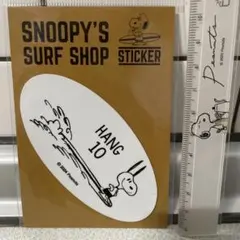 SNOOPY'S
SURF SHOP
STICKER
HANG
10
Peanuts